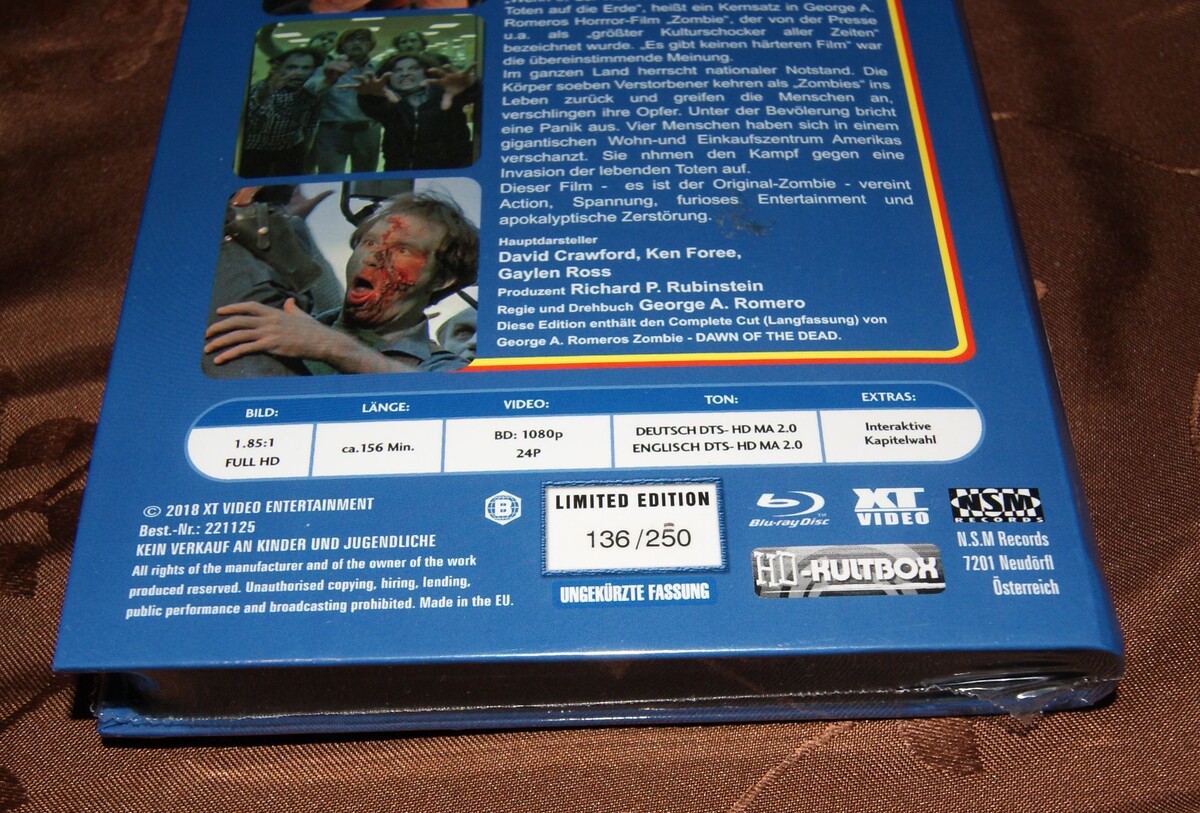 Toten auf die Erde", heißt ein Kernsatz in George A.
Romeros Horrror-Film „Zombie", der von der Presse
u.a. als „größter Kulturschocker aller Zeiten"
bezeichnet wurde. „Es gibt keinen härteren Film" war
die übereinstimmende Meinung.
Im ganzen Land herrscht nationaler Notstand. Die
Körper soeben Verstorbener kehren als „Zombies" ins
Leben zurück und greifen die Menschen an,
verschlingen ihre Opfer. Unter der Bevölerung bricht
eine Panik aus. Vier Menschen haben sich in einem
gigantischen Wohn-und Einkaufszentrum Amerikas
verschanzt. Sie nhmen den Kampf gegen eine
Invasion der lebenden Toten auf.
Dieser Film - es ist der Original-Zombie - vereint
Action, Spannung, furioses Entertainment und
apokalyptische Zerstörung.
Hauptdarsteller
David Crawford, Ken Foree,
Gaylen Ross
Produzent Richard P. Rubinstein
Regie und Drehbuch George A. Romero
Diese Edition enthält den Complete Cut (Langfassung) von
George A. Romeros Zombie - DAWN OF THE DEAD.
BILD: LÄNGE: VIDEO: TON: EXTRAS:
1.85:1 ca.156 Min. BD: 1080p DEUTSCH DTS- HD MA 2.0 Interaktive
FULL HD 24P ENGLISCH DTS- HD MA 2.0 Kapitelwahl
© 2018 XT VIDEO ENTERTAINMENT
Best.-Nr.: 221125
KEIN VERKAUF AN KINDER UND JUGENDLICHE
All rights of the manufacturer and of the owner of the work
produced reserved. Unauthorised copying, hiring, lending,
public performance and broadcasting prohibited. Made in the EU.
B
LIMITED EDITION
136/250
UNGEKÜRZTE FASSUNG
Blu-ray Disc™
XT
VIDEO
HD-KULTBOX
NSM
RECORDS
N.S.M Records
7201 Neudörfl
Österreich